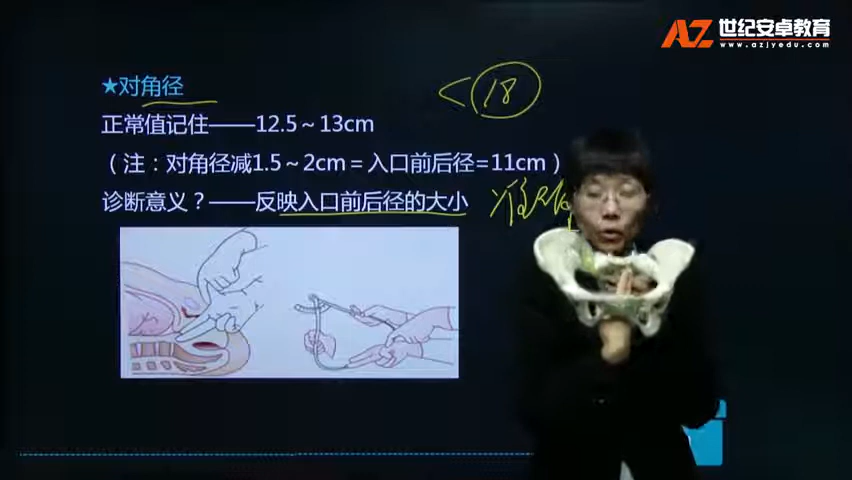 AZ 世纪安卓教育
www.azjyedu.com
★对角径
<18
正常值记住——12.5～13cm
（注：对角径减1.5～2cm＝入口前后径=11cm）
诊断意义？——反映入口前后径的大小